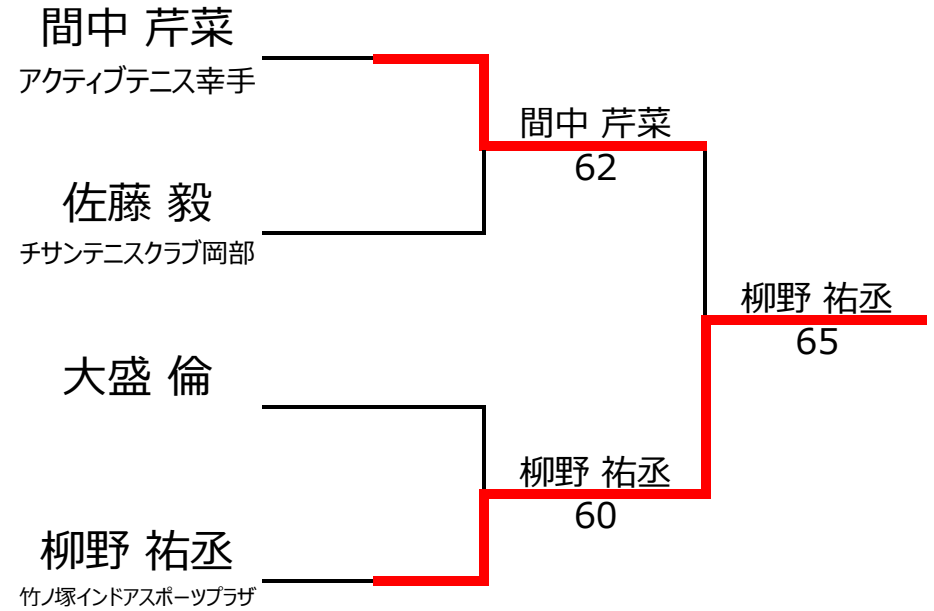 間中 芹菜
アクティブテニス幸手
間中 芹菜
62
佐藤 毅
チサンテニスクラブ岡部
柳野 祐丞
65
大盛 倫
柳野 祐丞
60
柳野 祐丞
竹ノ塚インドアスポーツプラザ